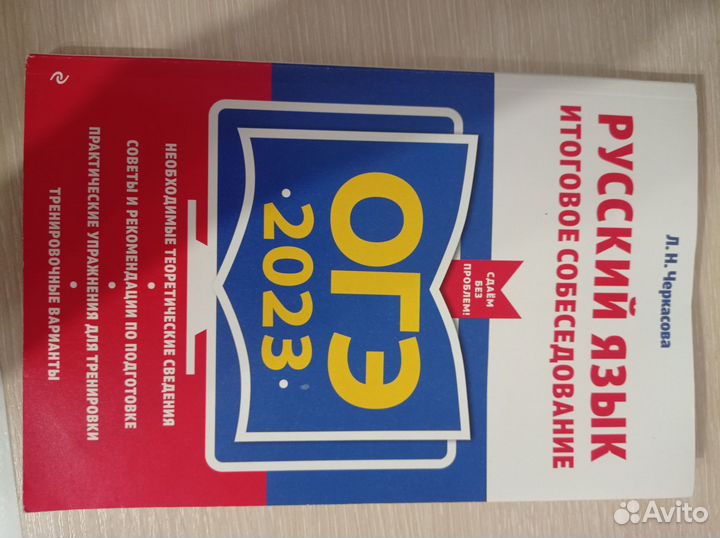 Л. Н. Черкасова
РУССКИЙ ЯЗЫК
ИТОГОВОЕ СОБЕСЕДОВАНИЕ
СДАЁМ
БЕЗ
ПРОБЛЕМ!
ОГЭ
• 2023 •
НЕОБХОДИМЫЕ ТЕОРЕТИЧЕСКИЕ СВЕДЕНИЯ
•
СОВЕТЫ И РЕКОМЕНДАЦИИ ПО ПОДГОТОВКЕ
•
ПРАКТИЧЕСКИЕ УПРАЖНЕНИЯ ДЛЯ ТРЕНИРОВКИ
•
ТРЕНИРОВОЧНЫЕ ВАРИАНТЫ
Avito